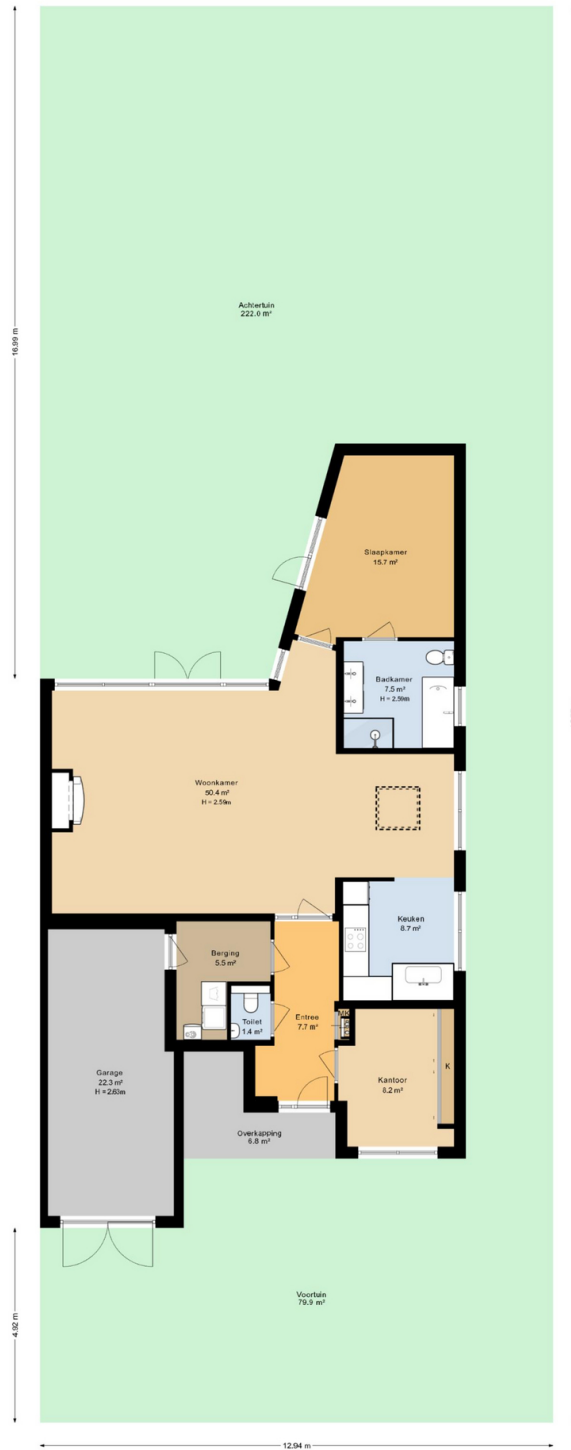 16.99 m
Achtertuin
222.0 m²
Slaapkamer
15.7 m²
Badkamer
7.5 m²
H = 2.59m
Woonkamer
50.4 m²
H = 2.59m
Keuken
8.7 m²
Berging
5.5 m²
Toilet
1.4 m²
Entree
7.7 m²
MK
Garage
22.3 m²
H = 2.63m
Kantoor
8.2 m²
K
Overkapping
6.8 m²
Voortuin
79.9 m²
4.92 m
12.94 m